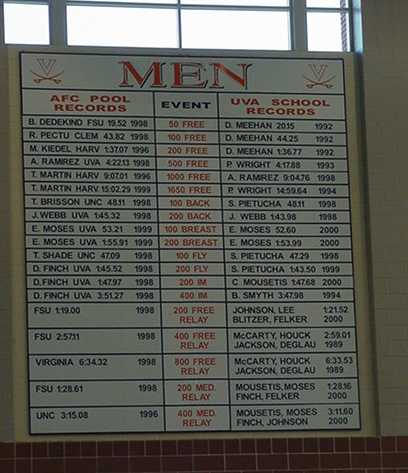 MEN
AFC POOL RECORDS EVENT UVA SCHOOL RECORDS
B. DEDEKIND FSU 19.52 1998 50 FREE D. MEEHAN 20.15 1992
R. PECTU CLEM 43.82 1998 100 FREE D. MEEHAN 44.25 1992
M. KIEDEL HARV 1:37.07 1996 200 FREE D. MEEHAN 1:36.77 1992
A. RAMIREZ UVA 4:22.13 1998 500 FREE P. WRIGHT 4:17.88 1993
T. MARTIN HARV 9:07.01 1996 1000 FREE A. RAMIREZ 9:04.76 1998
T. MARTIN HARV 15:02.29 1999 1650 FREE P. WRIGHT 14:59.64 1994
T. BRISSON UNC 48.11 1998 100 BACK S. PIETUCHA 48.11 1998
J. WEBB UVA 1:45.32 1998 200 BACK J. WEBB 1:43.98 1998
E. MOSES UVA 53.21 1999 100 BREAST E. MOSES 52.60 2000
E. MOSES UVA 1:55.91 1999 200 BREAST E. MOSES 1:53.99 2000
T. SHADE UNC 47.09 1998 100 FLY S. PIETUCHA 47.29 1998
D. FINCH UVA 1:45.52 1998 200 FLY S. PIETUCHA 1:43.50 1999
D. FINCH UVA 1:47.97 1998 200 IM C MOUSETIS 1:47.68 2000
D. FINCH UVA 3:51.27 1998 400 IM B. SMYTH 3:47.98 1994
FSU 1:19.00 1998 200 FREE RELAY JOHNSON, LEE 1:21.52
BLITZER, FELKER 2000
FSU 2:57.11 1998 400 FREE RELAY McCARTY, HOUCK 2:59.01
JACKSON, DEGLAU 1989
VIRGINIA 6:34.32 1998 800 FREE RELAY McCARTY, HOUCK 6:33.53
JACKSON, DEGLAU 1989
FSU 1:28.61 1998 200 MED. RELAY MOUSETIS, MOSES 1:28.16
FINCH, FELKER 2000
UNC 3:15.08 1996 400 MED. RELAY MOUSETIS, MOSES 3:11.60
FINCH, JOHNSON 2000